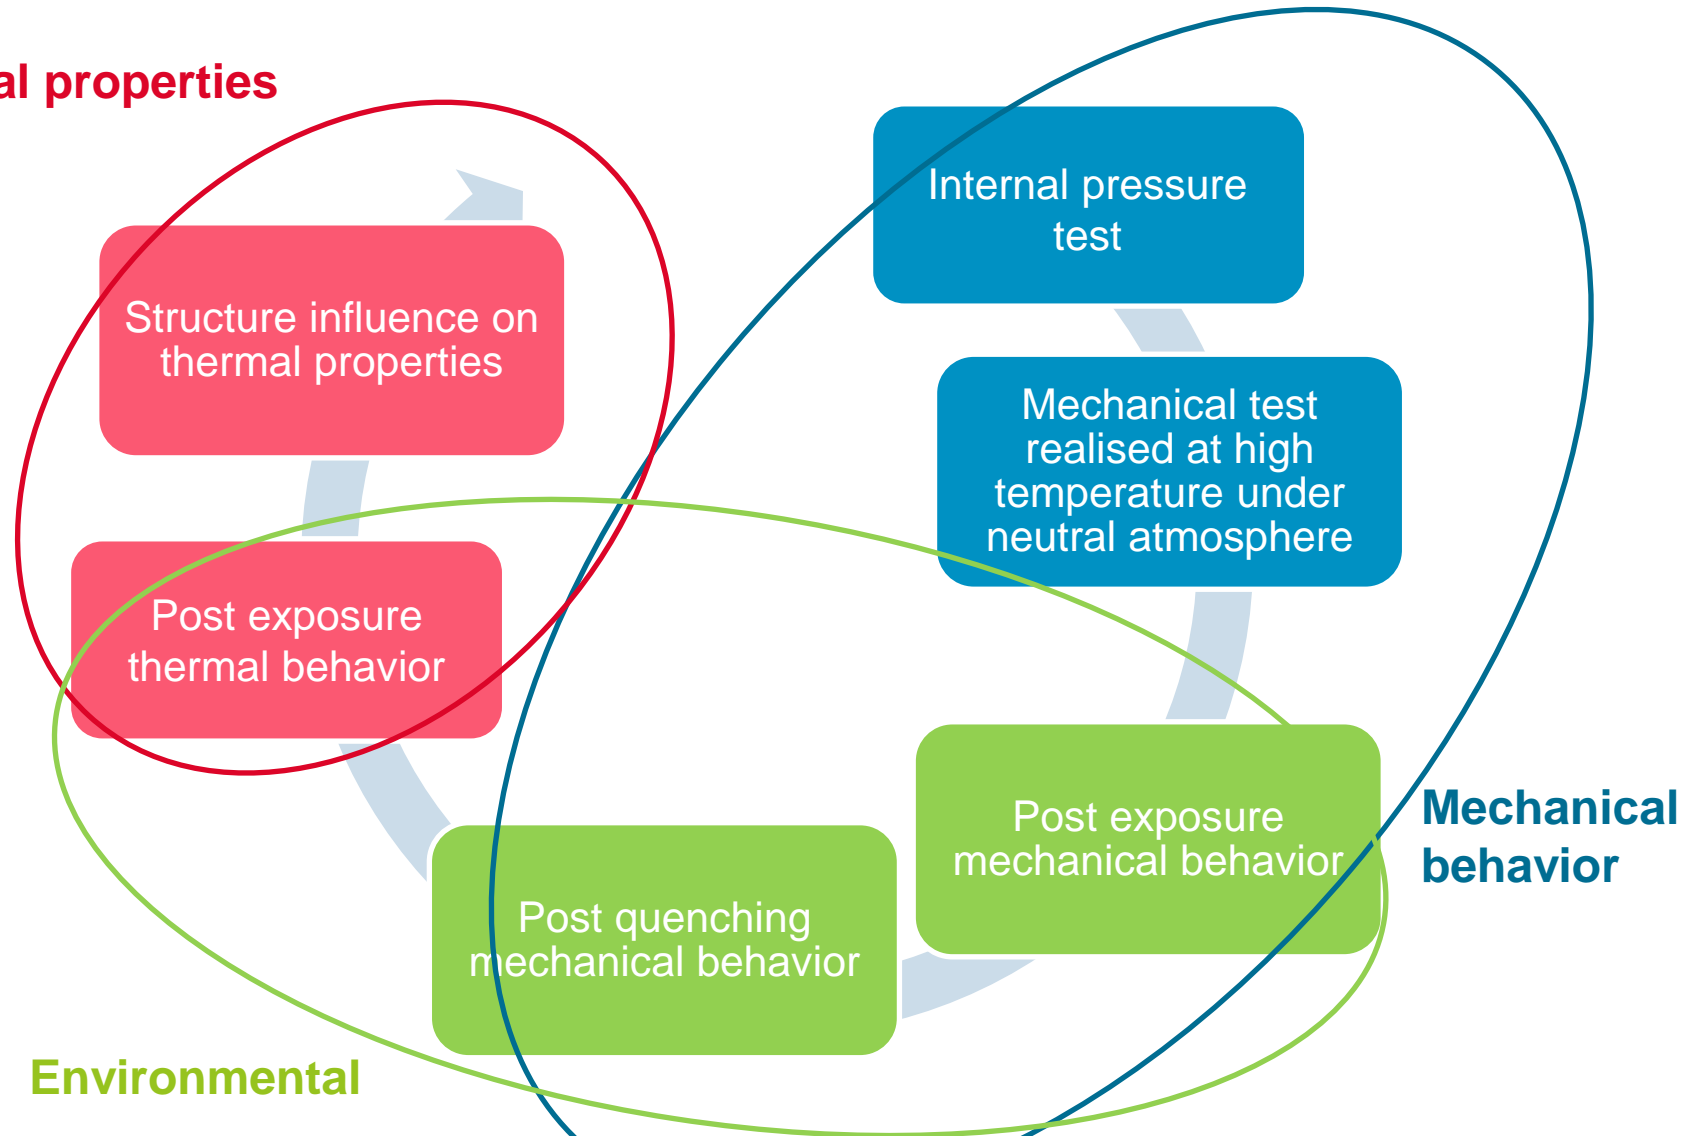 al properties
Internal pressure
test
Structure influence on
thermal properties
Mechanical test
realised at high
temperature under
neutral atmosphere
Post exposure
thermal behavior
Post exposure
mechanical behavior
Mechanical
behavior
Post quenching
mechanical behavior
Environmental